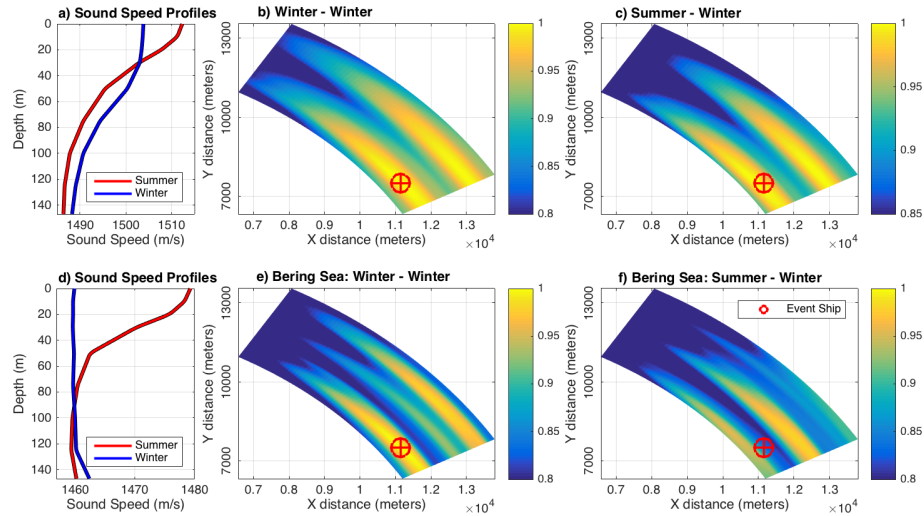 a) Sound Speed Profiles
b) Winter - Winter
c) Summer - Winter
0
20
40
60
80
100
120
140
Depth (m)
Summer
Winter
1490 1500 1510
Sound Speed (m/s)
13000
10000
7000
Y distance (meters)
0.7 0.8 0.9 1 1.1 1.2 1.3
X distance (meters)
×10⁴
1
0.95
0.9
0.85
0.8
13000
10000
7000
Y distance (meters)
0.7 0.8 0.9 1 1.1 1.2 1.3
X distance (meters)
×10⁴
1
0.95
0.9
0.85
d) Sound Speed Profiles
e) Bering Sea: Winter - Winter
f) Bering Sea: Summer - Winter
0
20
40
60
80
100
120
140
Depth (m)
Summer
Winter
1460 1470 1480
Sound Speed (m/s)
13000
10000
7000
Y distance (meters)
0.7 0.8 0.9 1 1.1 1.2 1.3
X distance (meters)
×10⁴
1
0.95
0.9
0.85
0.8
Event Ship
13000
10000
7000
Y distance (meters)
0.7 0.8 0.9 1 1.1 1.2 1.3
X distance (meters)
×10⁴
1
0.95
0.9
0.85
0.8